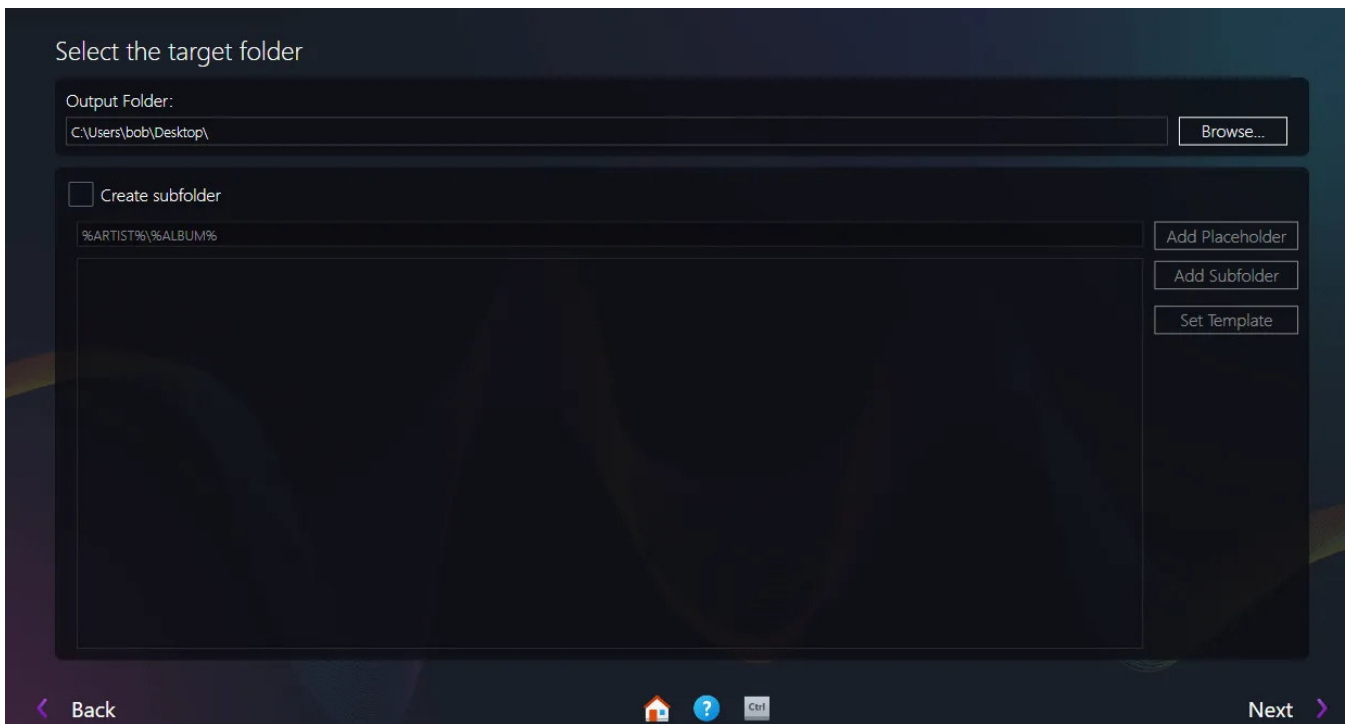 Select the target folder
Output Folder:
C:\Users\bob\Desktop\
Browse...
Create subfolder
%ARTIST%\%ALBUM%
Add Placeholder
Add Subfolder
Set Template
Back
?
Ctrl
Next